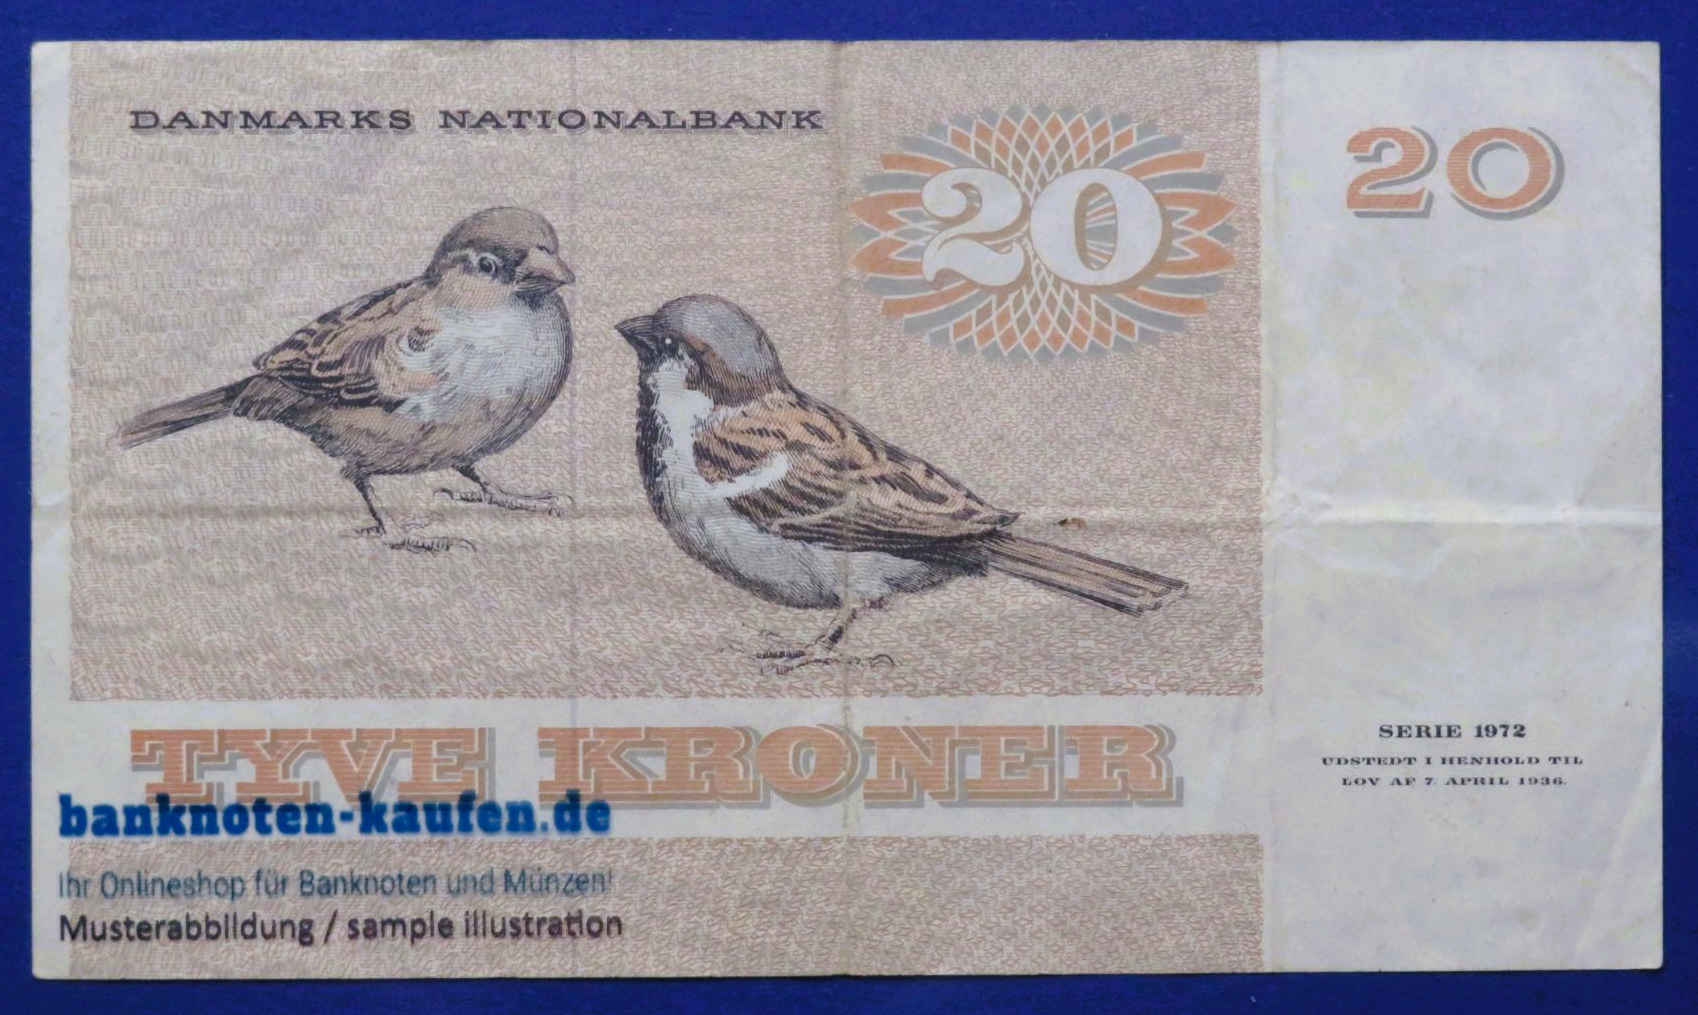 DANMARKS NATIONALBANK
20
20
TYVE KRONER
SERIE 1972
UDSTEDT I HENHOLD TIL
LOV AF 7. APRIL 1936.
banknoten-kaufen.de
Ihr Onlineshop für Banknoten und Münzen!
Musterabbildung / sample illustration